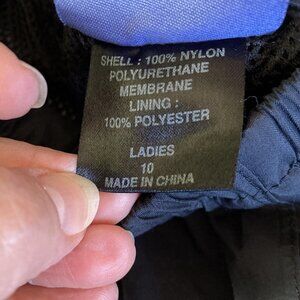 SHELL : 100% NYLON
POLYURETHANE
MEMBRANE
LINING :
100% POLYESTER
LADIES
10
MADE IN CHINA